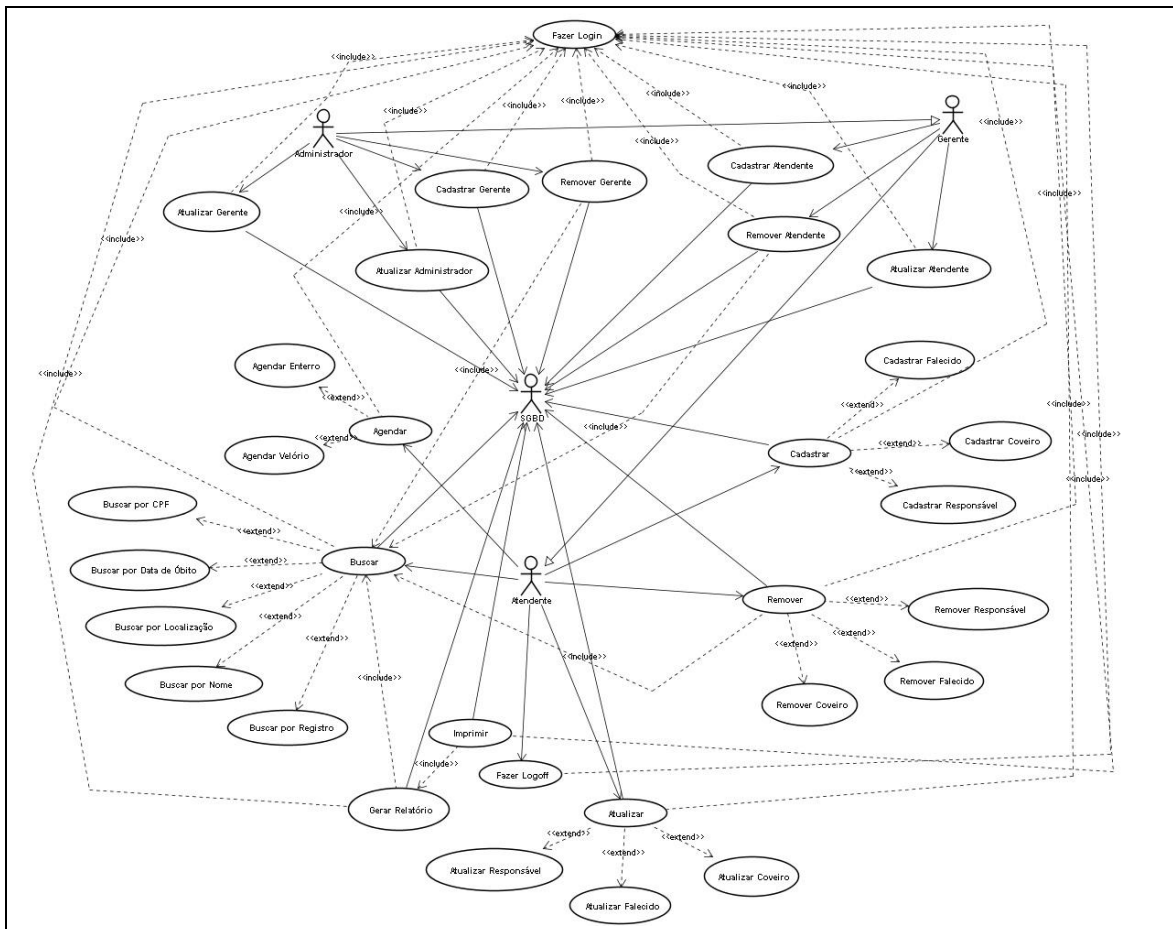 Fazer Login
<<include>>
<<include>>
<<include>>
<<include>>
<<include>>
<<include>>
<<include>>
<<include>>
<<include>>
Administrador
Gerente
Cadastrar Gerente
Remover Gerente
Cadastrar Atendente
Atualizar Gerente
<<include>>
<<include>>
<<include>>
Remover Atendente
Atualizar Administrador
Atualizar Atendente
<<include>>
<<include>>
<<include>>
<<include>>
<<include>>
<<include>>
Agendar Enterro
<<extend>>
Agendar Velório
<<extend>>
Agendar
SGBD
Cadastrar Falecido
<<extend>>
Cadastrar
<<extend>>
Cadastrar Coveiro
<<extend>>
Cadastrar Responsável
Buscar por CPF
<<extend>>
Buscar
Buscar por Data de Óbito
<<extend>>
<<extend>>
Buscar por Localização
<<extend>>
<<extend>>
Buscar por Nome
Buscar por Registro
Atendente
<<include>>
<<include>>
Remover
<<extend>>
Remover Responsável
<<extend>>
<<extend>>
Remover Falecido
Remover Coveiro
Imprimir
<<include>>
Fazer Logoff
Gerar Relatório
Atualizar
<<extend>>
<<extend>>
<<extend>>
Atualizar Responsável
Atualizar Coveiro
Atualizar Falecido